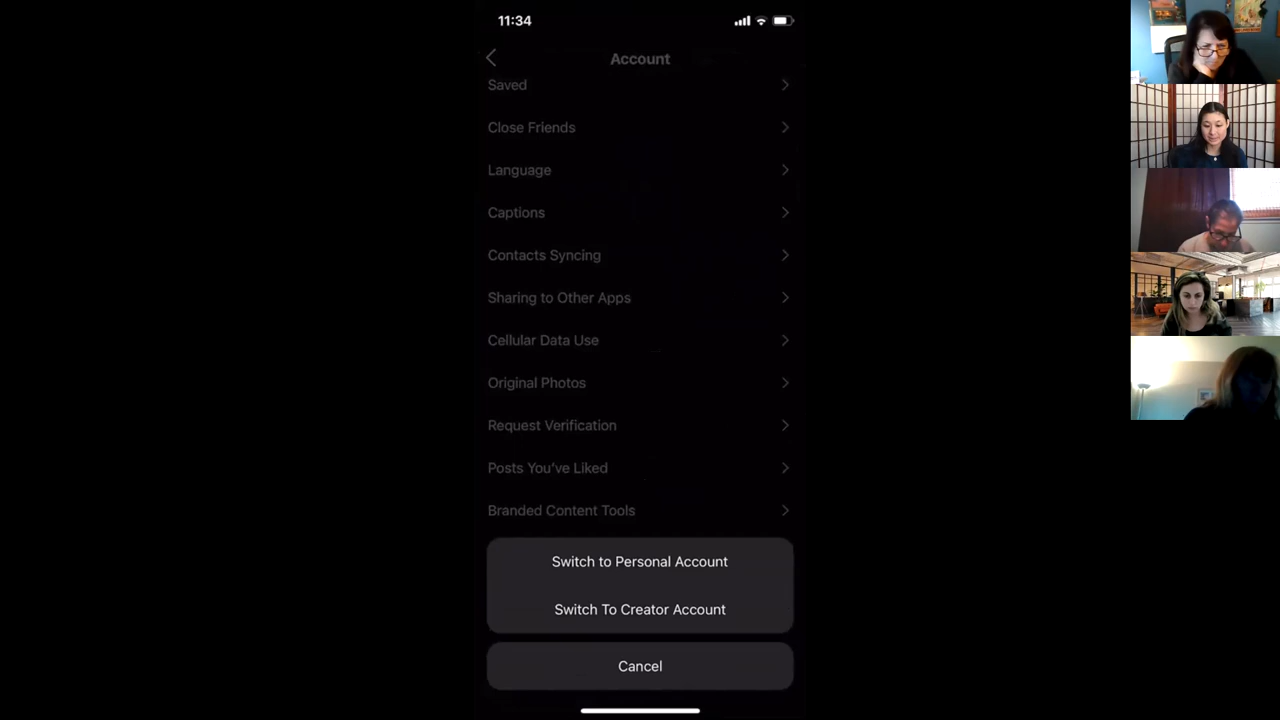 11:34
Account
Saved
Close Friends
Language
Captions
Contacts Syncing
Sharing to Other Apps
Cellular Data Use
Original Photos
Request Verification
Posts You've Liked
Branded Content Tools
Switch to Personal Account
Switch To Creator Account
Cancel